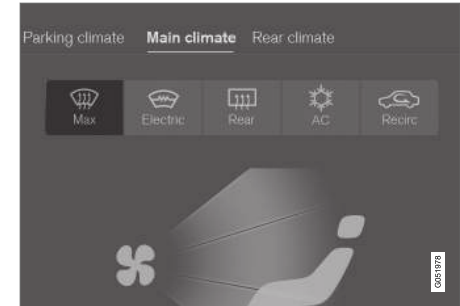 Parking climate Main climate Rear climate
Max Electric Rear AC Recirc
G051978